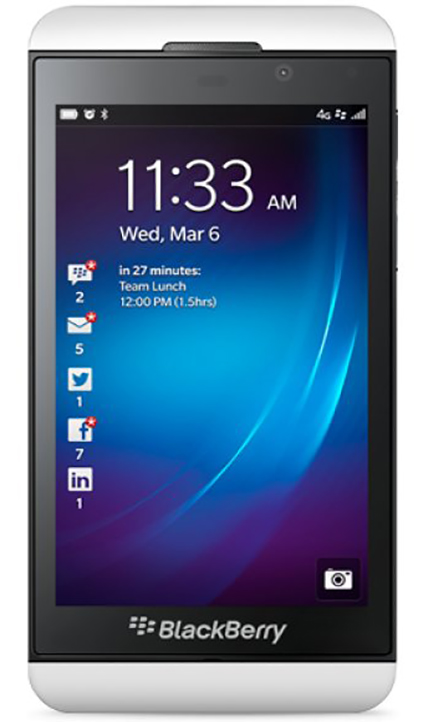 4G
11:33 AM
Wed, Mar 6
in 27 minutes:
Team Lunch
12:00 PM (1.5hrs)
2
5
1
f
7
in
1
BlackBerry